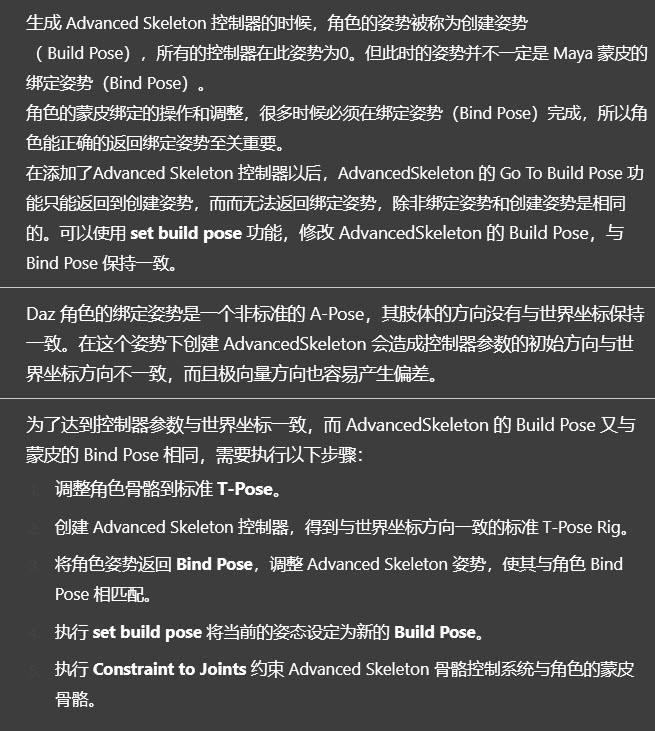 生成 Advanced Skeleton 控制器的时候，角色的姿势被称为创建姿势
（ Build Pose），所有的控制器在此姿势为0。但此时的姿势并不一定是 Maya 蒙皮的
绑定姿势（Bind Pose）。
角色的蒙皮绑定的操作和调整，很多时候必须在绑定姿势（Bind Pose）完成，所以角
色能正确的返回绑定姿势至关重要。
在添加了Advanced Skeleton 控制器以后，AdvancedSkeleton 的 Go To Build Pose 功
能只能返回到创建姿势，而而无法返回绑定姿势，除非绑定姿势和创建姿势是相同
的。可以使用 set build pose 功能，修改 AdvancedSkeleton 的 Build Pose，与
Bind Pose 保持一致。
Daz 角色的绑定姿势是一个非标准的 A-Pose，其肢体的方向没有与世界坐标保持
一致。在这个姿势下创建 AdvancedSkeleton 会造成控制器参数的初始方向与世
界坐标方向不一致，而且极向量方向也容易产生偏差。
为了达到控制器参数与世界坐标一致，而 AdvancedSkeleton 的 Build Pose 又与
蒙皮的 Bind Pose 相同，需要执行以下步骤：
1. 调整角色骨骼到标准 T-Pose。
2. 创建 Advanced Skeleton 控制器，得到与世界坐标方向一致的标准 T-Pose Rig。
3. 将角色姿势返回 Bind Pose，调整 Advanced Skeleton 姿势，使其与角色 Bind
Pose 相匹配。
4. 执行 set build pose 将当前的姿态设定为新的 Build Pose。
5. 执行 Constraint to Joints 约束 Advanced Skeleton 骨骼控制系统与角色的蒙皮
骨骼。